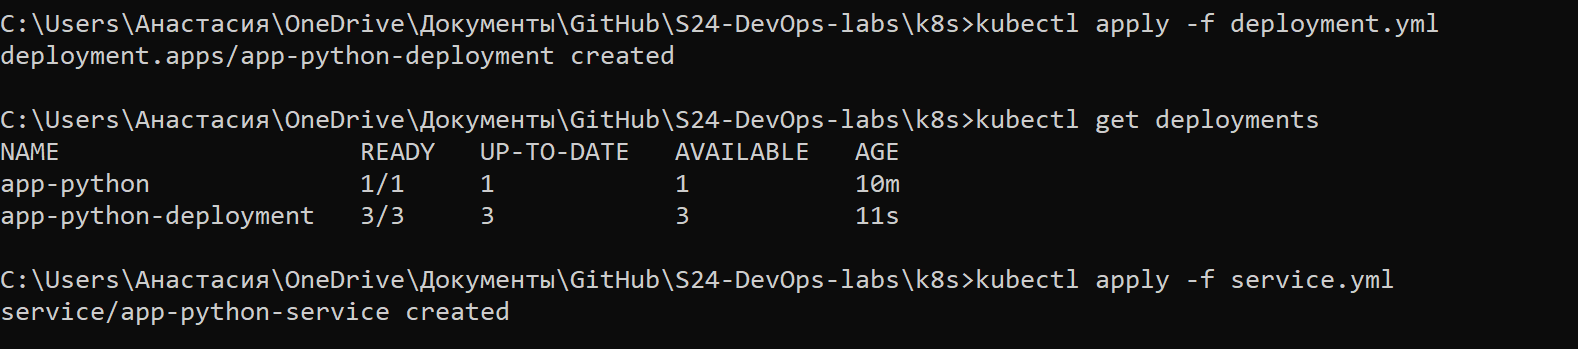 C:\Users\Анастасия\OneDrive\Документы\GitHub\S24-DevOps-labs\k8s>kubectl apply -f deployment.yml
deployment.apps/app-python-deployment created
C:\Users\Анастасия\OneDrive\Документы\GitHub\S24-DevOps-labs\k8s>kubectl get deployments
NAME                    READY   UP-TO-DATE   AVAILABLE   AGE
app-python              1/1     1            1           10m
app-python-deployment   3/3     3            3           11s
C:\Users\Анастасия\OneDrive\Документы\GitHub\S24-DevOps-labs\k8s>kubectl apply -f service.yml
service/app-python-service created